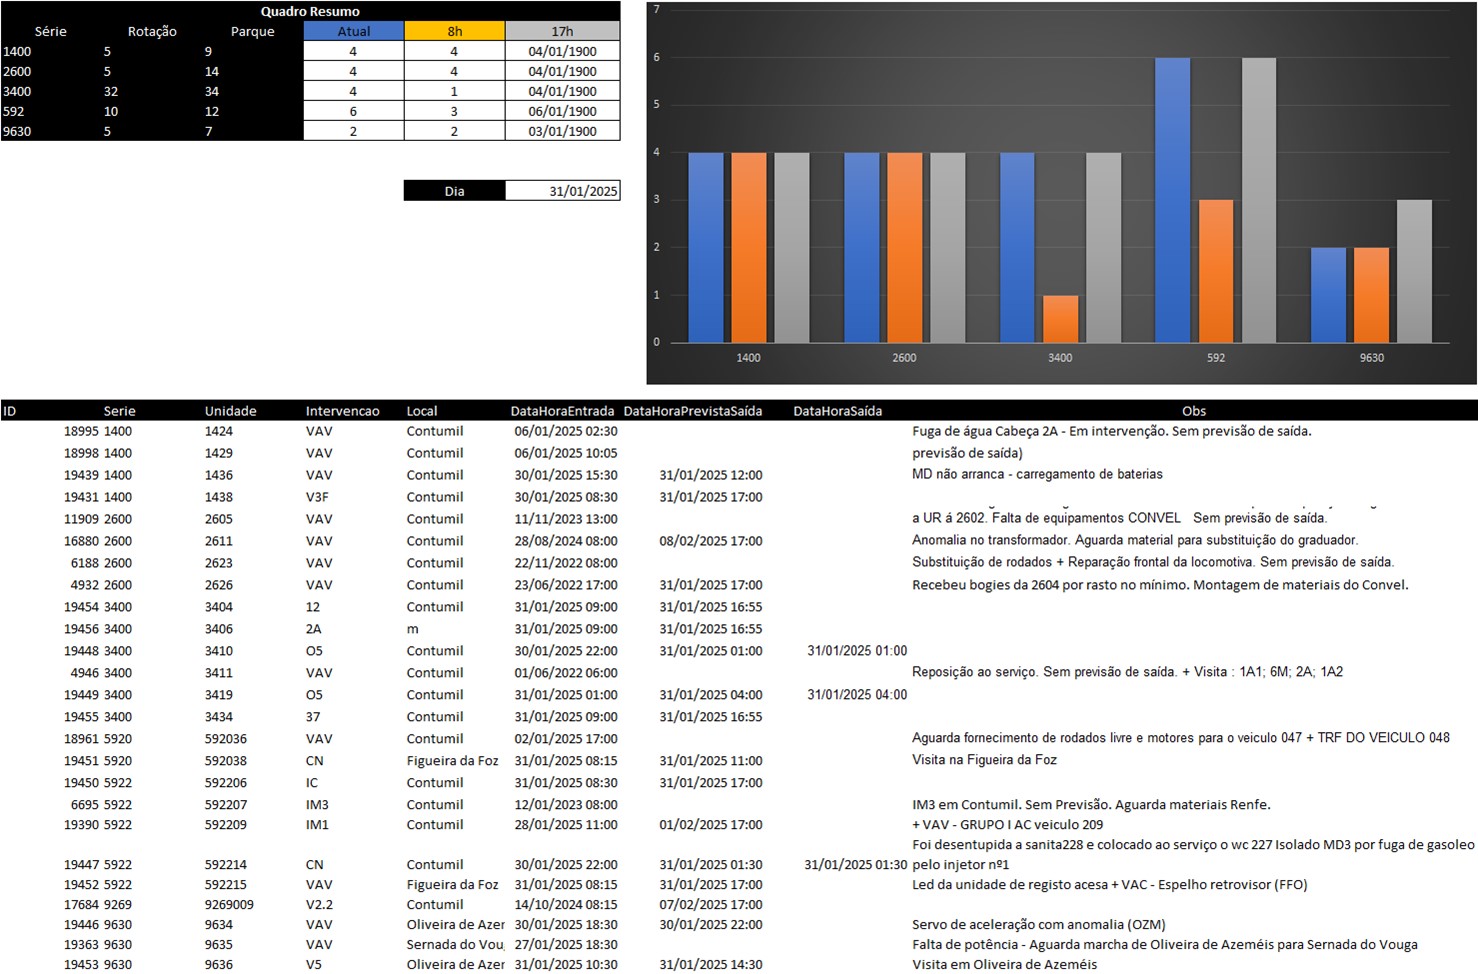 Quadro Resumo
Série Rotação Parque Atual 8h 17h
1400 5 9 4 4 04/01/1900
2600 5 14 4 4 04/01/1900
3400 32 34 4 1 04/01/1900
592 10 12 6 3 06/01/1900
9630 5 7 2 2 03/01/1900
Dia 31/01/2025
7
6
5
4
3
2
1
0
1400 2600 3400 592 9630
ID Serie Unidade Intervencao Local DataHoraEntrada DataHoraPrevistaSaída DataHoraSaída Obs
18995 1400 1424 VAV Contumil 06/01/2025 02:30 Fuga de água Cabeça 2A - Em intervenção. Sem previsão de saída.
18998 1400 1429 VAV Contumil 06/01/2025 10:05 previsão de saída)
19439 1400 1436 VAV Contumil 30/01/2025 15:30 31/01/2025 12:00 MD não arranca - carregamento de baterias
19431 1400 1438 V3F Contumil 30/01/2025 08:30 31/01/2025 17:00
11909 2600 2605 VAV Contumil 11/11/2023 13:00 a UR á 2602. Falta de equipamentos CONVEL Sem previsão de saída.
16880 2600 2611 VAV Contumil 28/08/2024 08:00 08/02/2025 17:00 Anomalia no transformador. Aguarda material para substituição do graduador.
6188 2600 2623 VAV Contumil 22/11/2022 08:00 Substituição de rodados + Reparação frontal da locomotiva. Sem previsão de saída.
4932 2600 2626 VAV Contumil 23/06/2022 17:00 31/01/2025 17:00 Recebeu bogies da 2604 por rasto no mínimo. Montagem de materiais do Convel.
19454 3400 3404 12 Contumil 31/01/2025 09:00 31/01/2025 16:55
19456 3400 3406 2A m 31/01/2025 09:00 31/01/2025 16:55
19448 3400 3410 O5 Contumil 30/01/2025 22:00 31/01/2025 01:00 31/01/2025 01:00
4946 3400 3411 VAV Contumil 01/06/2022 06:00 Reposição ao serviço. Sem previsão de saída. + Visita : 1A1; 6M; 2A; 1A2
19449 3400 3419 O5 Contumil 31/01/2025 01:00 31/01/2025 04:00 31/01/2025 04:00
19455 3400 3434 37 Contumil 31/01/2025 09:00 31/01/2025 16:55
18961 5920 592036 VAV Contumil 02/01/2025 17:00 Aguarda fornecimento de rodados livre e motores para o veiculo 047 + TRF DO VEICULO 048
19451 5920 592038 CN Figueira da Foz 31/01/2025 08:15 31/01/2025 11:00 Visita na Figueira da Foz
19450 5922 592206 IC Contumil 31/01/2025 08:30 31/01/2025 17:00
6695 5922 592207 IM3 Contumil 12/01/2023 08:00 IM3 em Contumil. Sem Previsão. Aguarda materiais Renfe.
19390 5922 592209 IM1 Contumil 28/01/2025 11:00 01/02/2025 17:00 + VAV - GRUPO I AC veiculo 209
Foi desentupida a sanita228 e colocado ao serviço o wc 227 Isolado MD3 por fuga de gasoleo
19447 5922 592214 CN Contumil 30/01/2025 22:00 31/01/2025 01:30 31/01/2025 01:30 pelo injetor nº1
19452 5922 592215 VAV Figueira da Foz 31/01/2025 08:15 31/01/2025 17:00 Led da unidade de registo acesa + VAC - Espelho retrovisor (FFO)
17684 9269 9269009 V2.2 Contumil 14/10/2024 08:15 07/02/2025 17:00
19446 9630 9634 VAV Oliveira de Azer 30/01/2025 18:30 30/01/2025 22:00 Servo de aceleração com anomalia (OZM)
19363 9630 9635 VAV Sernada do Vou 27/01/2025 18:30 Falta de potência - Aguarda marcha de Oliveira de Azeméis para Sernada do Vouga
19453 9630 9636 V5 Oliveira de Azer 31/01/2025 10:30 31/01/2025 14:30 Visita em Oliveira de Azeméis